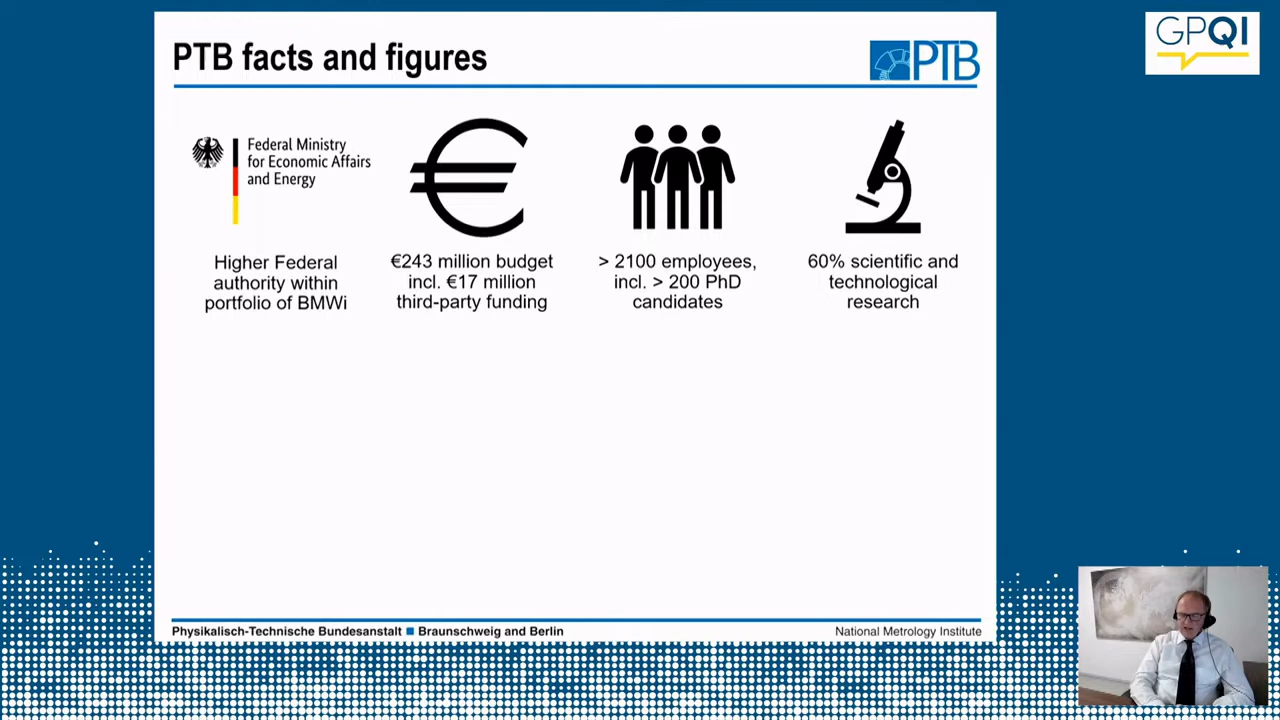 PTB facts and figures
PTB
GPQI
Federal Ministry
for Economic Affairs
and Energy
Higher Federal
authority within
portfolio of BMWi
€243 million budget
incl. €17 million
third-party funding
> 2100 employees,
incl. > 200 PhD
candidates
60% scientific and
technological
research
Physikalisch-Technische Bundesanstalt ■ Braunschweig and Berlin
National Metrology Institute